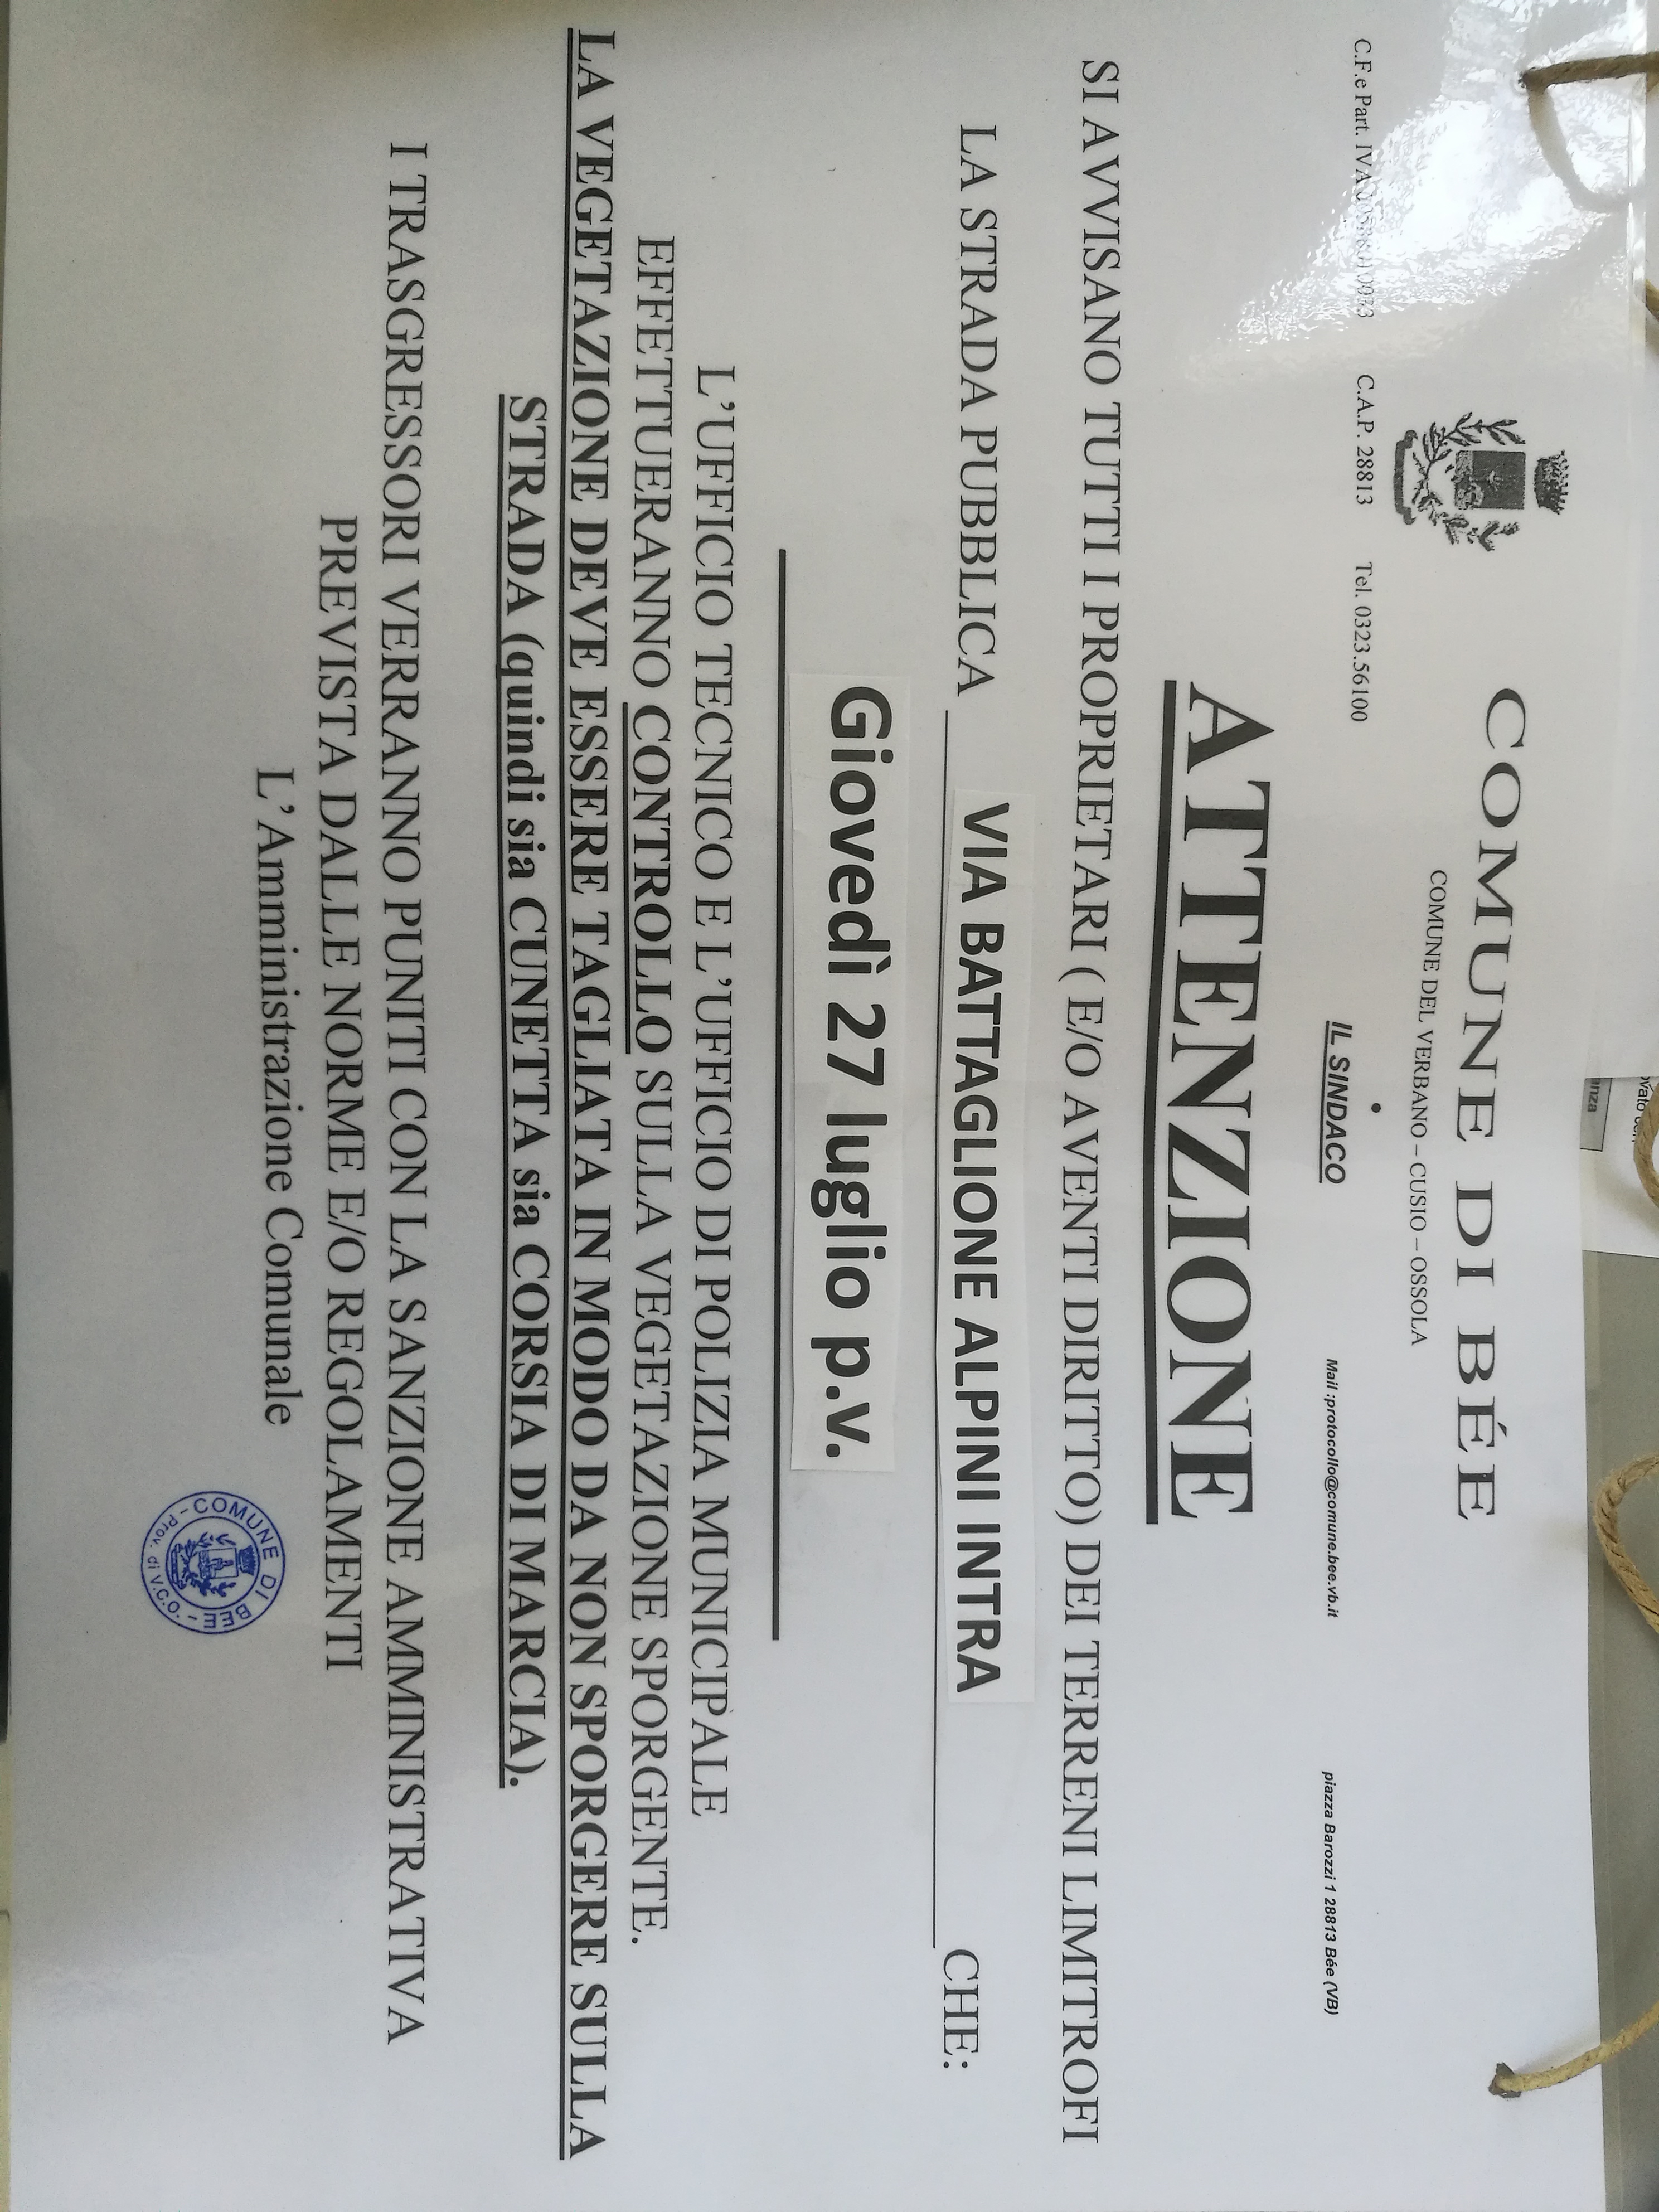 COMUNE DI BÉE
COMUNE DEL VERBANO – CUSIO – OSSOLA
C.F.e Part. IVA C.A.P. 28813 Tel. 0323.56100
IL SINDACO Mail :protocollo@comune.bee.vb.it piazza Barozzi 1 28813 Bée (VB)
ATTENZIONE
SI AVVISANO TUTTI I PROPRIETARI ( E/O AVENTI DIRITTO) DEI TERRENI LIMITROFI
LA STRADA PUBBLICA VIA BATTAGLIONE ALPINI INTRA CHE:
Giovedì 27 luglio p.v.
L'UFFICIO TECNICO E L'UFFICIO DI POLIZIA MUNICIPALE
EFFETTUERANNO CONTROLLO SULLA VEGETAZIONE SPORGENTE.
LA VEGETAZIONE DEVE ESSERE TAGLIATA IN MODO DA NON SPORGERE SULLA
STRADA (quindi sia CUNETTA sia CORSIA DI MARCIA).
I TRASGRESSORI VERRANNO PUNITI CON LA SANZIONE AMMINISTRATIVA
PREVISTA DALLE NORME E/O REGOLAMENTI
L'Amministrazione Comunale
COMUNE DI BEE
Prov. di V.C.O.